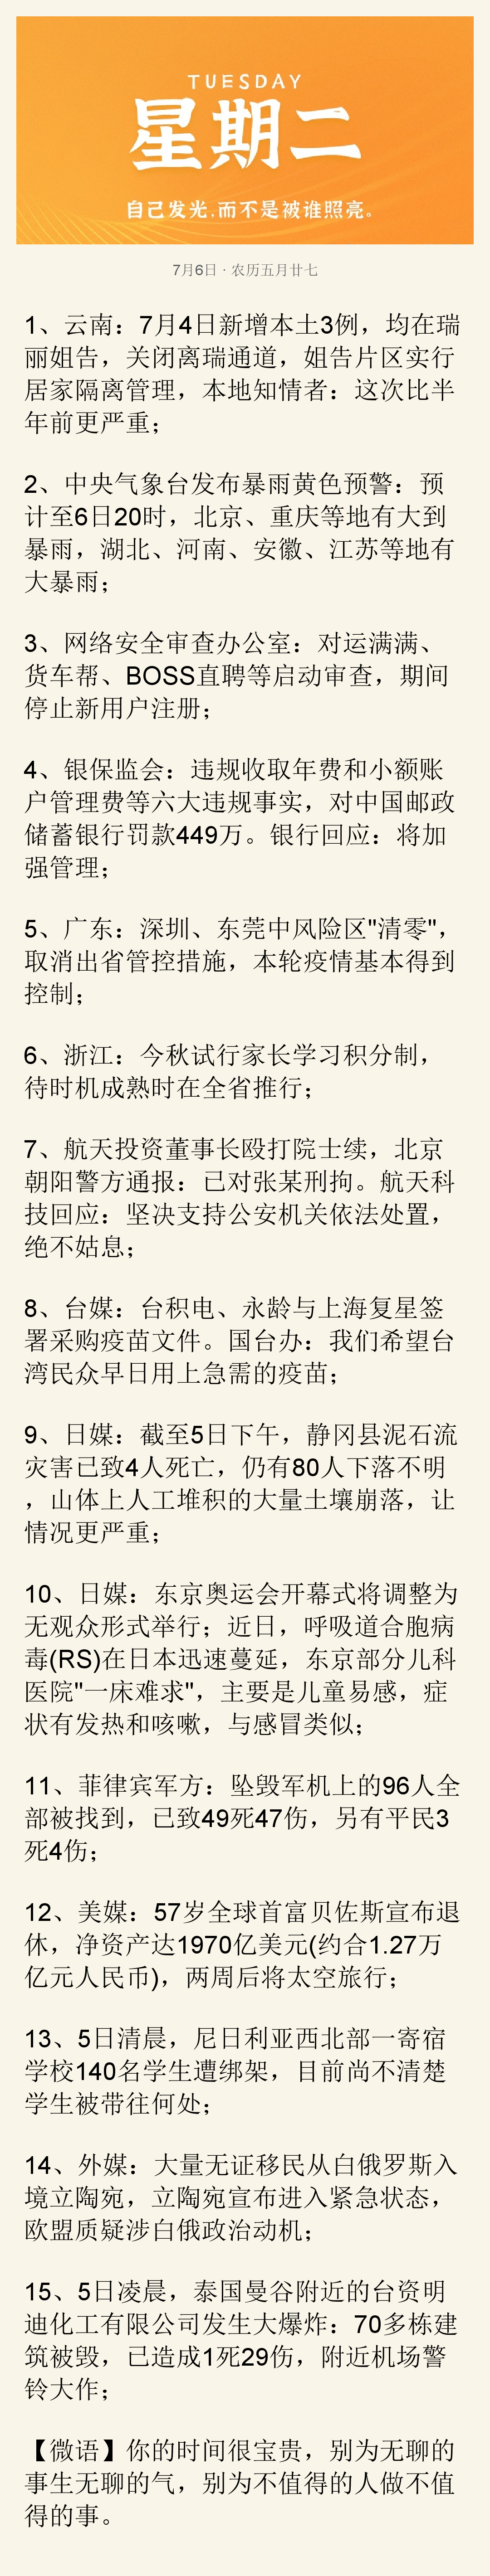 TUESDAY
星期二
自己发光,而不是被谁照亮。
7月6日 · 农历五月廿七
1、云南：7月4日新增本土3例，均在瑞
丽姐告，关闭离瑞通道，姐告片区实行
居家隔离管理，本地知情者：这次比半
年前更严重；
2、中央气象台发布暴雨黄色预警：预
计至6日20时，北京、重庆等地有大到
暴雨，湖北、河南、安徽、江苏等地有
大暴雨；
3、网络安全审查办公室：对运满满、
货车帮、BOSS直聘等启动审查，期间
停止新用户注册；
4、银保监会：违规收取年费和小额账
户管理费等六大违规事实，对中国邮政
储蓄银行罚款449万。银行回应：将加
强管理；
5、广东：深圳、东莞中风险区"清零"，
取消出省管控措施，本轮疫情基本得到
控制；
6、浙江：今秋试行家长学习积分制，
待时机成熟时在全省推行；
7、航天投资董事长殴打院士续，北京
朝阳警方通报：已对张某刑拘。航天科
技回应：坚决支持公安机关依法处置，
绝不姑息；
8、台媒：台积电、永龄与上海复星签
署采购疫苗文件。国台办：我们希望台
湾民众早日用上急需的疫苗；
9、日媒：截至5日下午，静冈县泥石流
灾害已致4人死亡，仍有80人下落不明
，山体上人工堆积的大量土壤崩落，让
情况更严重；
10、日媒：东京奥运会开幕式将调整为
无观众形式举行；近日，呼吸道合胞病
毒(RS)在日本迅速蔓延，东京部分儿科
医院"一床难求"，主要是儿童易感，症
状有发热和咳嗽，与感冒类似；
11、菲律宾军方：坠毁军机上的96人全
部被找到，已致49死47伤，另有平民3
死4伤；
12、美媒：57岁全球首富贝佐斯宣布退
休，净资产达1970亿美元(约合1.27万
亿元人民币)，两周后将太空旅行；
13、5日清晨，尼日利亚西北部一寄宿
学校140名学生遭绑架，目前尚不清楚
学生被带往何处；
14、外媒：大量无证移民从白俄罗斯入
境立陶宛，立陶宛宣布进入紧急状态，
欧盟质疑涉白俄政治动机；
15、5日凌晨，泰国曼谷附近的台资明
迪化工有限公司发生大爆炸：70多栋建
筑被毁，已造成1死29伤，附近机场警
铃大作；
【微语】你的时间很宝贵，别为无聊的
事生无聊的气，别为不值得的人做不值
得的事。